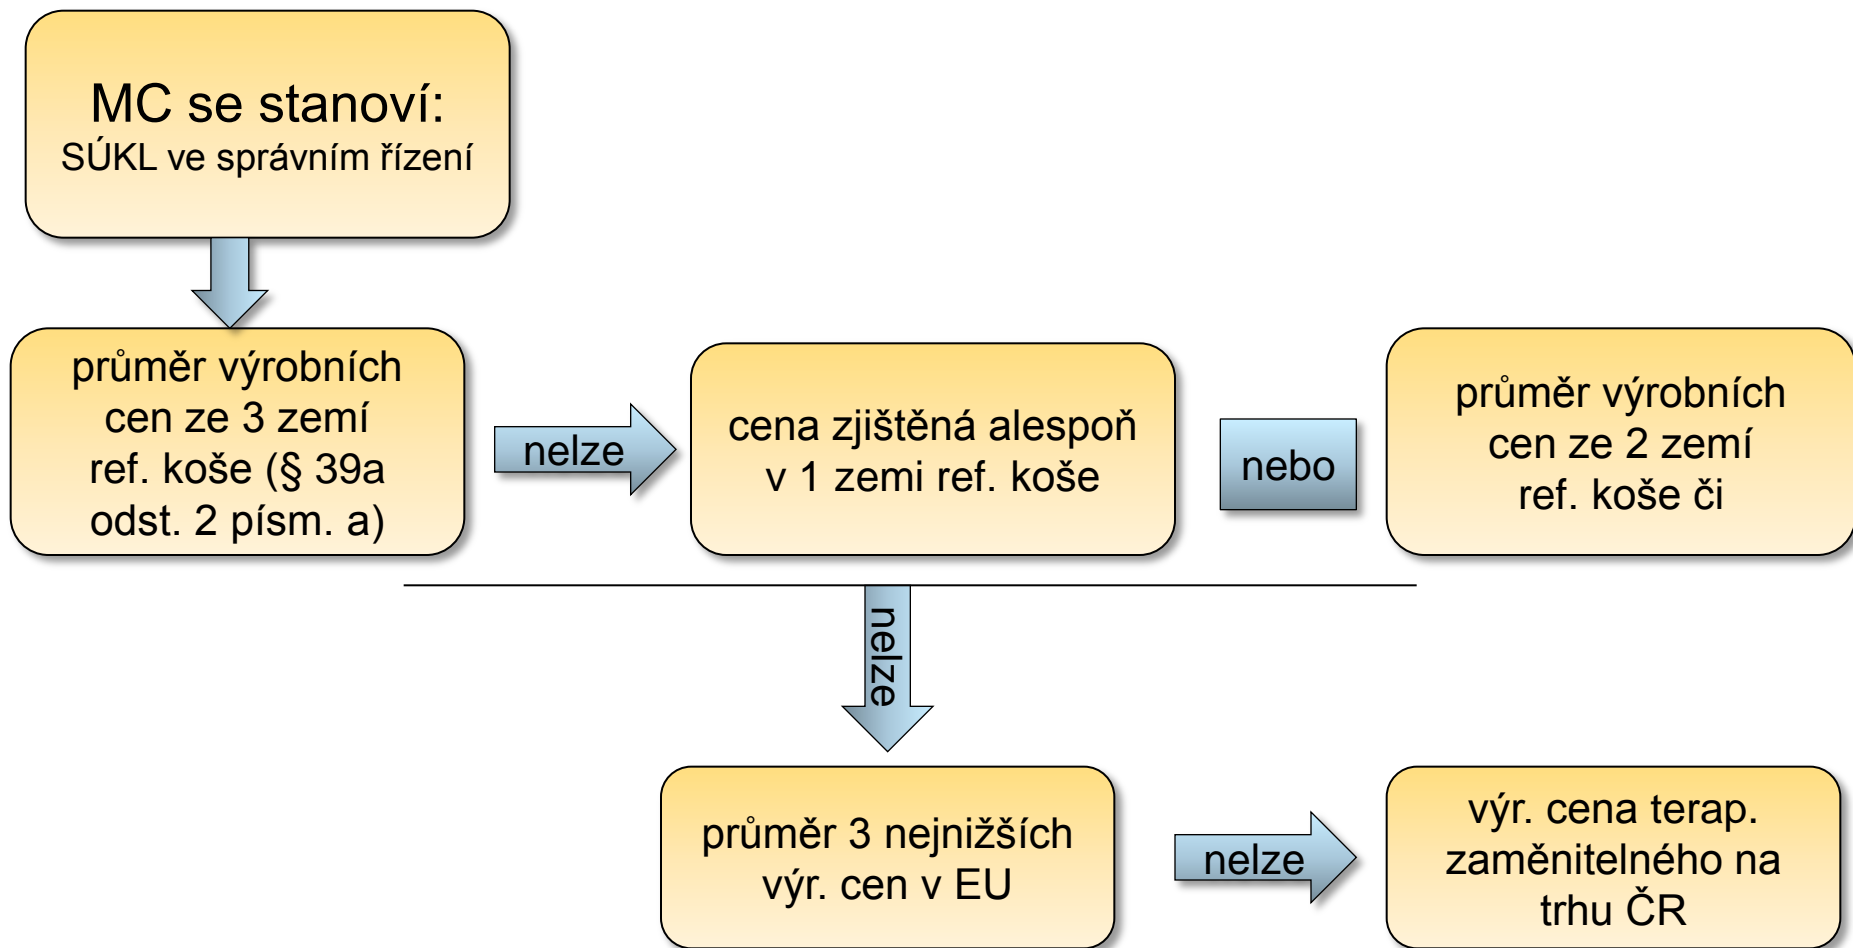 MC se stanoví:
SÚKL ve správním řízení
průměr výrobních
cen ze 3 zemí
ref. koše (§ 39a
odst. 2 písm. a)
nelze
cena zjištěná alespoň
v 1 zemi ref. koše
nebo
průměr výrobních
cen ze 2 zemí
ref. koše či
nelze
průměr 3 nejnižších
výr. cen v EU
nelze
výr. cena terap.
zaměnitelného na
trhu ČR